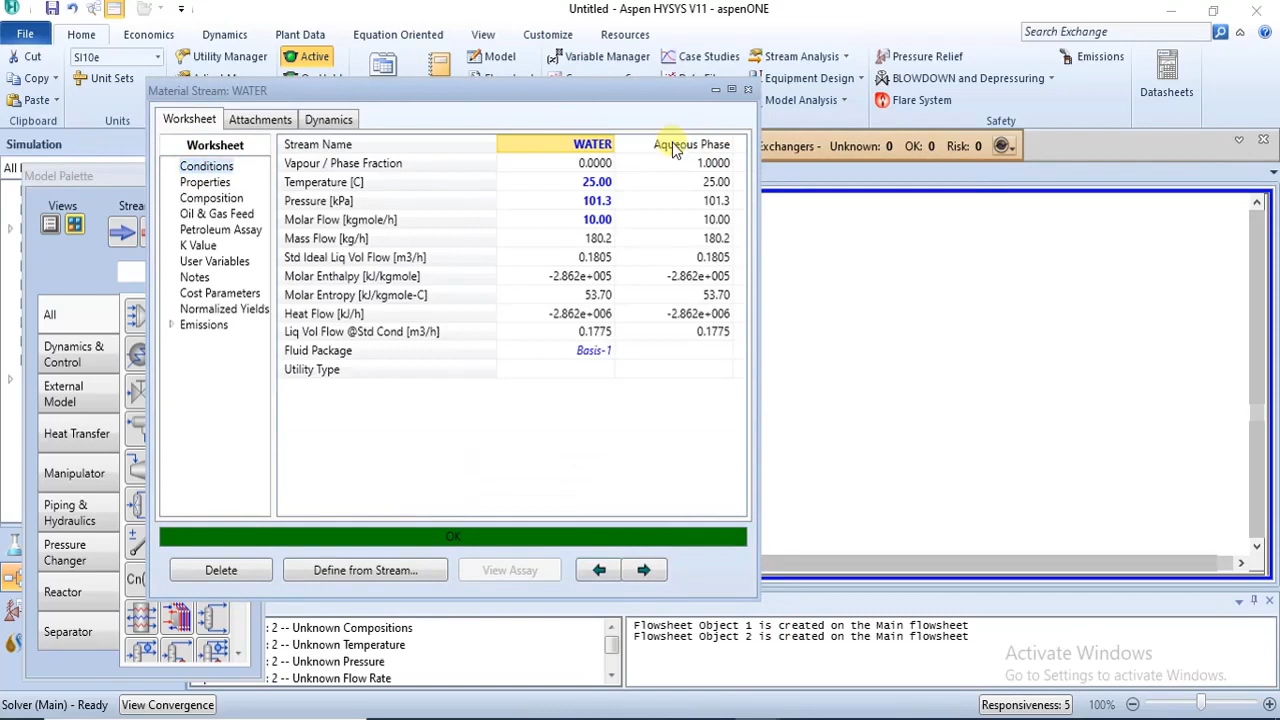 Untitled - Aspen HYSYS V11 - aspenONE
File Home Economics Dynamics Plant Data Equation Oriented View Customize Resources Search Exchange
Cut SI10e Utility Manager Active Model Variable Manager Case Studies Stream Analysis Pressure Relief Emissions
Copy Unit Sets Equipment Design BLOWDOWN and Depressuring
Paste Model Analysis Flare System Datasheets
Clipboard Units Safety
Material Stream: WATER
Simulation Exchangers - Unknown: 0 OK: 0 Risk: 0
All
Model Palette
Views
Worksheet Attachments Dynamics
Worksheet
Conditions
Properties
Composition
Oil & Gas Feed
Petroleum Assay
K Value
User Variables
Notes
Cost Parameters
Normalized Yields
Emissions
Stream Name WATER Aqueous Phase
Vapour / Phase Fraction 0.0000 1.0000
Temperature [C] 25.00 25.00
Pressure [kPa] 101.3 101.3
Molar Flow [kgmole/h] 10.00 10.00
Mass Flow [kg/h] 180.2 180.2
Std Ideal Liq Vol Flow [m3/h] 0.1805 0.1805
Molar Enthalpy [kJ/kgmole] -2.862e+005 -2.862e+005
Molar Entropy [kJ/kgmole-C] 53.70 53.70
Heat Flow [kJ/h] -2.862e+006 -2.862e+006
Liq Vol Flow @Std Cond [m3/h] 0.1775 0.1775
Fluid Package Basis-1
Utility Type
OK
Delete Define from Stream... View Assay
All
Dynamics & Control
External Model
Heat Transfer
Manipulator
Piping & Hydraulics
Pressure Changer
Reactor
Separator
: 2 -- Unknown Compositions
: 2 -- Unknown Temperature
: 2 -- Unknown Pressure
: 2 -- Unknown Flow Rate
Flowsheet Object 1 is created on the Main flowsheet
Flowsheet Object 2 is created on the Main flowsheet
Activate Windows
Go to Settings to activate Windows.
Solver (Main) - Ready View Convergence Responsiveness: 5 100%